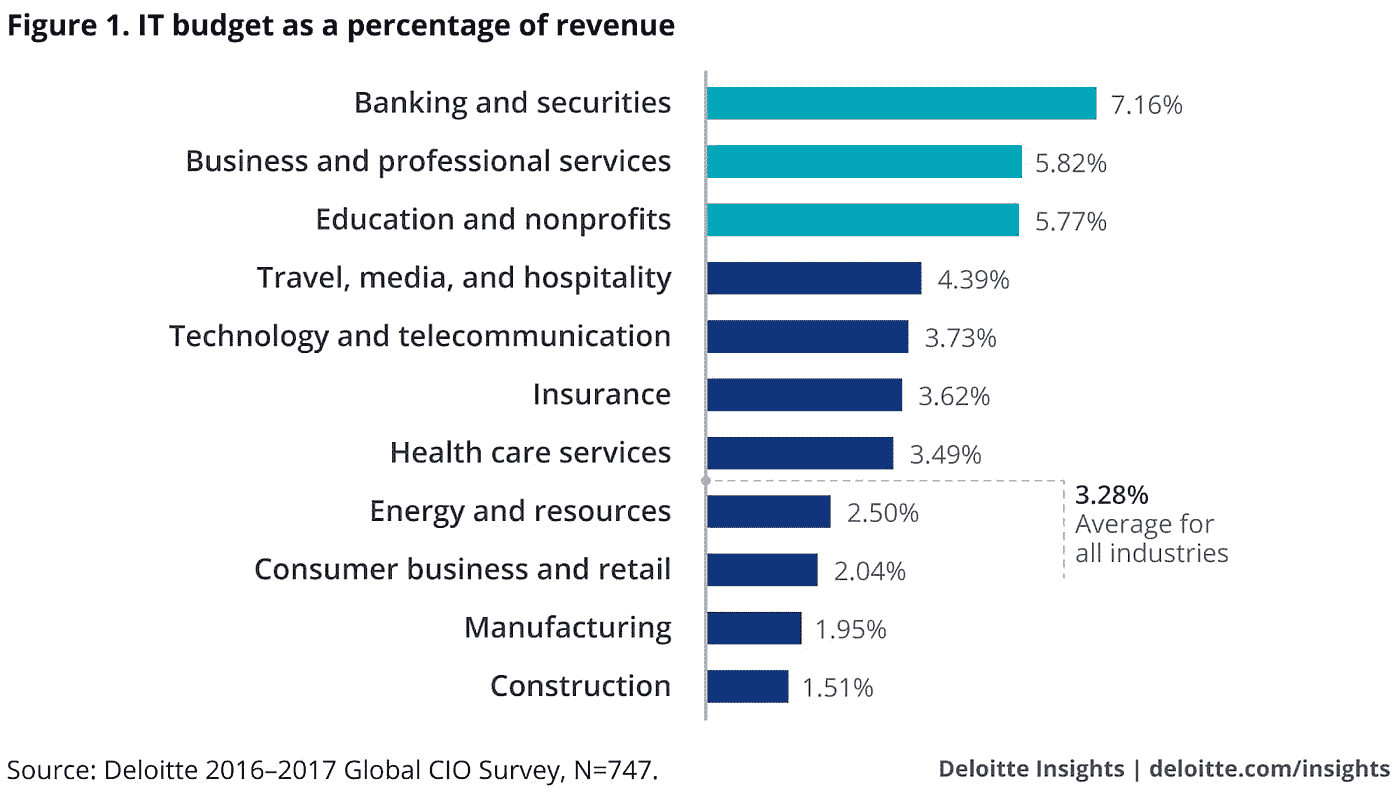 Figure 1. IT budget as a percentage of revenue
Banking and securities 7.16%
Business and professional services 5.82%
Education and nonprofits 5.77%
Travel, media, and hospitality 4.39%
Technology and telecommunication 3.73%
Insurance 3.62%
Health care services 3.49%
3.28%
Average for
all industries
Energy and resources 2.50%
Consumer business and retail 2.04%
Manufacturing 1.95%
Construction 1.51%
Source: Deloitte 2016–2017 Global CIO Survey, N=747.
Deloitte Insights | deloitte.com/insights